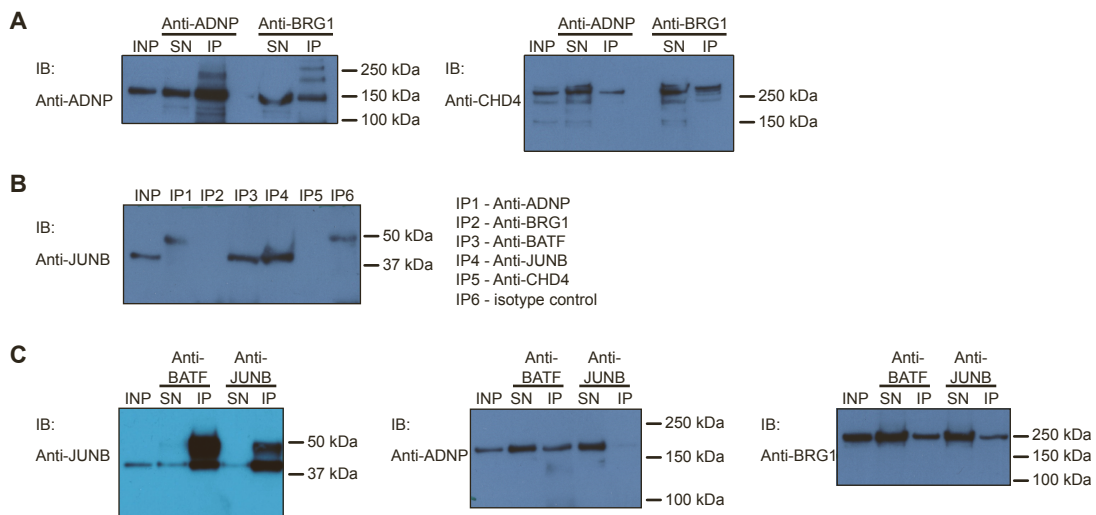 A
Anti-ADNP Anti-BRG1
INP SN IP SN IP
IB:
Anti-ADNP
250 kDa
150 kDa
100 kDa
Anti-ADNP Anti-BRG1
INP SN IP SN IP
IB:
Anti-CHD4
250 kDa
150 kDa
B
INP IP1 IP2 IP3 IP4 IP5 IP6
IB:
Anti-JUNB
50 kDa
37 kDa
IP1 - Anti-ADNP
IP2 - Anti-BRG1
IP3 - Anti-BATF
IP4 - Anti-JUNB
IP5 - Anti-CHD4
IP6 - isotype control
C
Anti-BATF Anti-JUNB
INP SN IP SN IP
IB:
Anti-JUNB
50 kDa
37 kDa
Anti-BATF Anti-JUNB
INP SN IP SN IP
IB:
Anti-ADNP
250 kDa
150 kDa
100 kDa
Anti-BATF Anti-JUNB
INP SN IP SN IP
IB:
Anti-BRG1
250 kDa
150 kDa
100 kDa